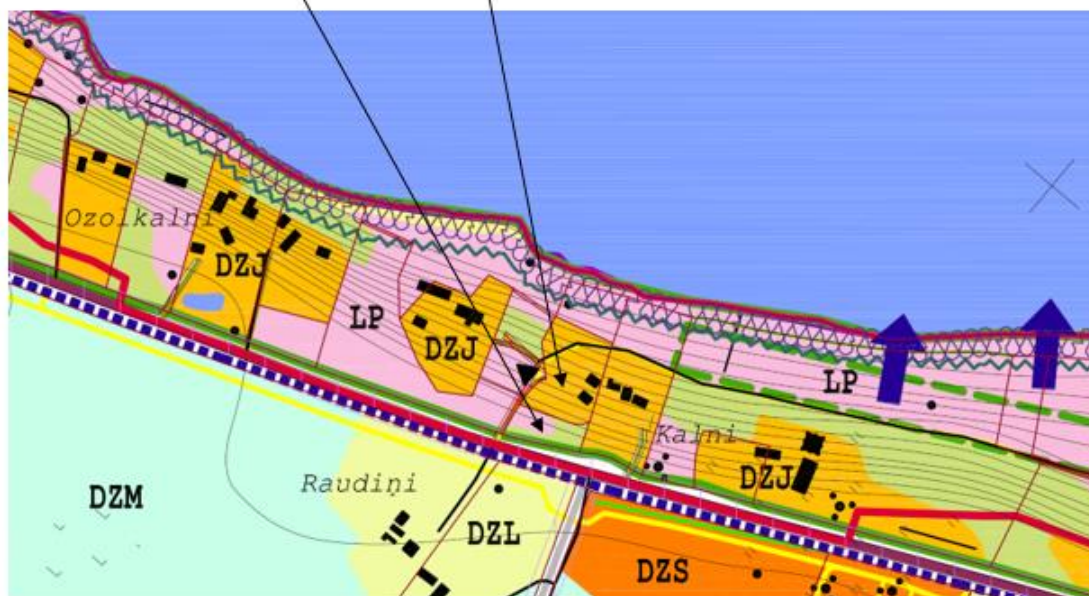 Ozolkalni
DZJ
LP
DZJ
LP
Kalni
DZJ
Raudiņi
DZM
DZL
DZS